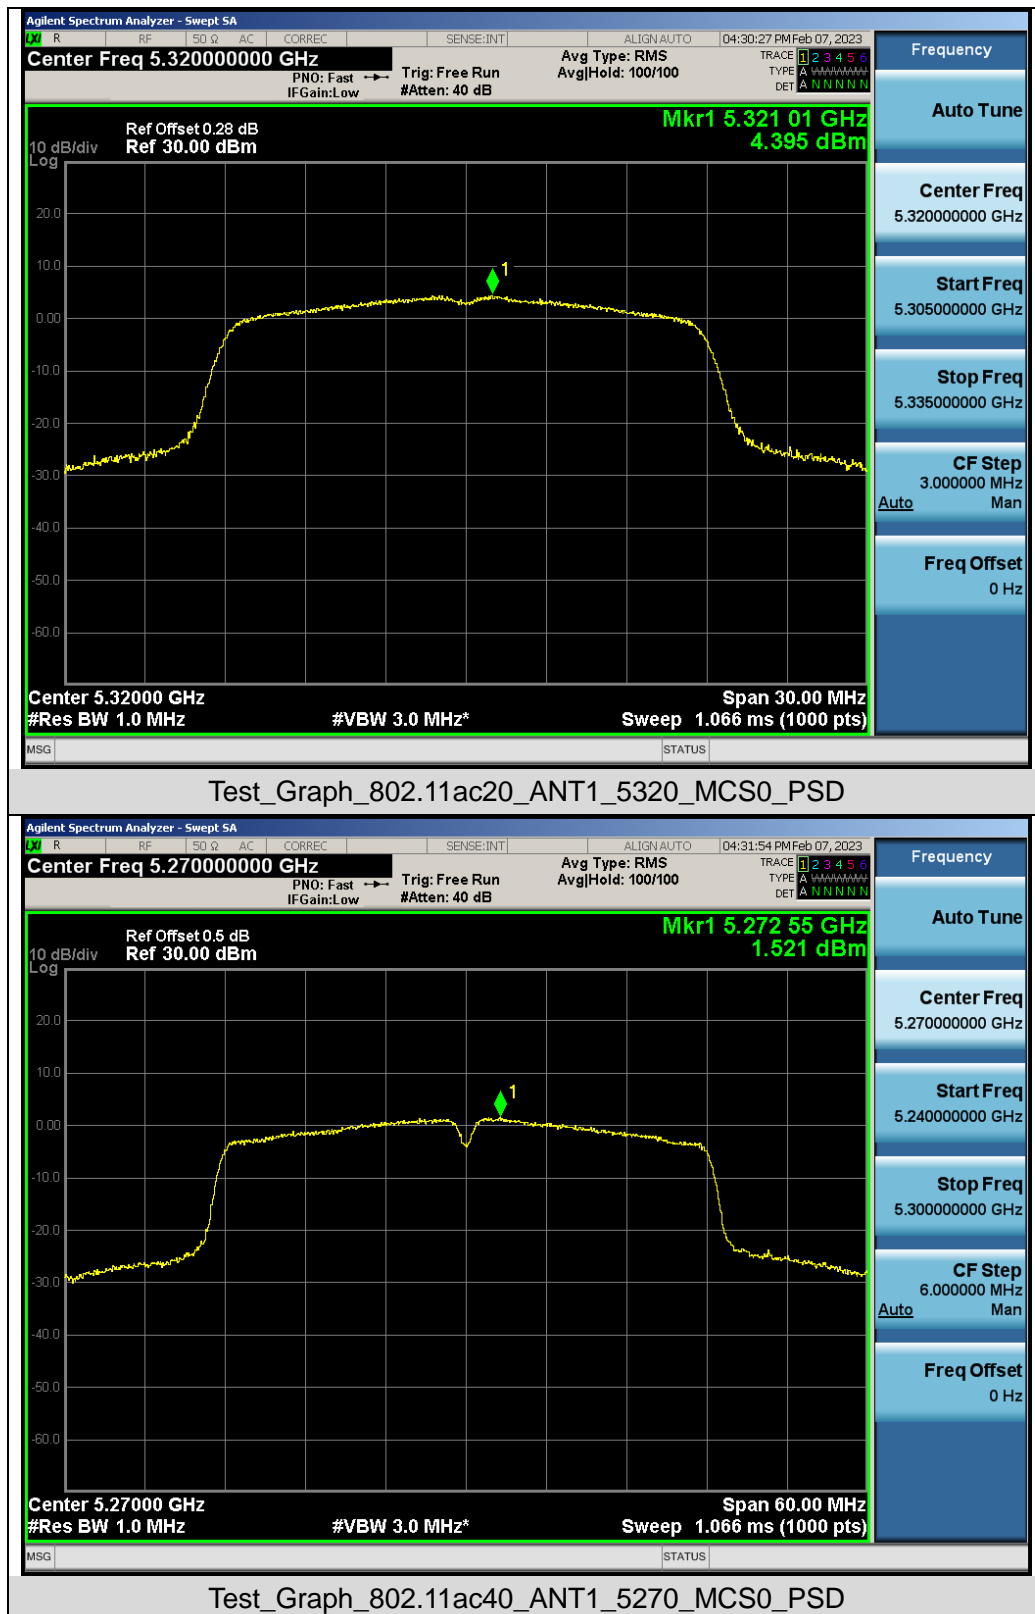 Agilent Spectrum Analyzer - Swept SA
LXI R RF 50 Ω AC CORREC SENSE:INT ALIGN AUTO 04:30:27 PM Feb 07, 2023
Center Freq 5.320000000 GHz
PNO: Fast
IFGain:Low
Trig: Free Run
#Atten: 40 dB
Avg Type: RMS
Avg|Hold: 100/100
TRACE 1 2 3 4 5 6
TYPE A WWWWW
DET A N N N N N
Mkr1 5.321 01 GHz
4.395 dBm
Ref Offset 0.28 dB
10 dB/div Ref 30.00 dBm
Log
20.0
10.0
1
0.00
-10.0
-20.0
-30.0
-40.0
-50.0
-60.0
Center 5.32000 GHz Span 30.00 MHz
#Res BW 1.0 MHz #VBW 3.0 MHz* Sweep 1.066 ms (1000 pts)
MSG STATUS
Frequency
Auto Tune
Center Freq
5.320000000 GHz
Start Freq
5.305000000 GHz
Stop Freq
5.335000000 GHz
CF Step
3.000000 MHz
Auto Man
Freq Offset
0 Hz
Test_Graph_802.11ac20_ANT1_5320_MCS0_PSD
Agilent Spectrum Analyzer - Swept SA
LXI R RF 50 Ω AC CORREC SENSE:INT ALIGN AUTO 04:31:54 PM Feb 07, 2023
Center Freq 5.270000000 GHz
PNO: Fast
IFGain:Low
Trig: Free Run
#Atten: 40 dB
Avg Type: RMS
Avg|Hold: 100/100
TRACE 1 2 3 4 5 6
TYPE A WWWWW
DET A N N N N N
Mkr1 5.272 55 GHz
1.521 dBm
Ref Offset 0.5 dB
10 dB/div Ref 30.00 dBm
Log
20.0
10.0
1
0.00
-10.0
-20.0
-30.0
-40.0
-50.0
-60.0
Center 5.27000 GHz Span 60.00 MHz
#Res BW 1.0 MHz #VBW 3.0 MHz* Sweep 1.066 ms (1000 pts)
MSG STATUS
Frequency
Auto Tune
Center Freq
5.270000000 GHz
Start Freq
5.240000000 GHz
Stop Freq
5.300000000 GHz
CF Step
6.000000 MHz
Auto Man
Freq Offset
0 Hz
Test_Graph_802.11ac40_ANT1_5270_MCS0_PSD